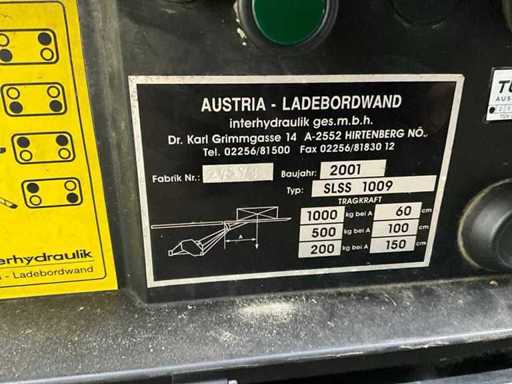 AUSTRIA - LADEBORDWAND
interhydraulik ges.m.b.h.
Dr. Karl Grimmgasse 14 A-2552 HIRTENBERG NÖ..
Tel. 02256/81500 Fax 02256/81830 12
Fabrik Nr.: Baujahr: 2001
Typ: SLSS 1009
TRAGKRAFT
1000 kg bei A 60 cm
500 kg bei A 100 cm
200 kg bei A 150 cm
A
terhydraulik
- Ladebordwand
AUS